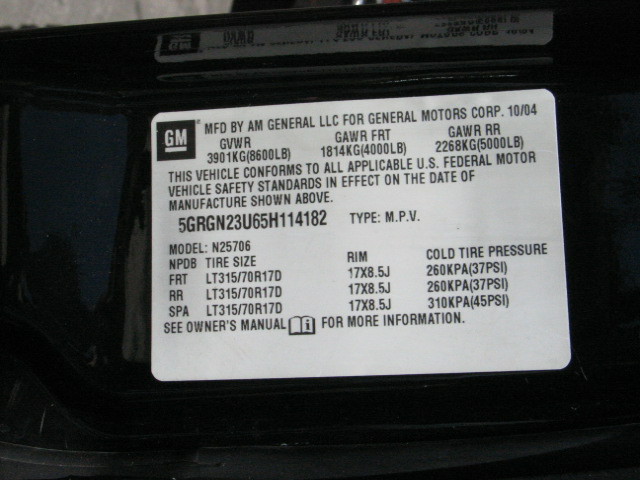 GM MFD BY AM GENERAL LLC FOR GENERAL MOTORS CORP. 10/04
GVWR GAWR FRT GAWR RR
3901KG(8600LB) 1814KG(4000LB) 2268KG(5000LB)
THIS VEHICLE CONFORMS TO ALL APPLICABLE U.S. FEDERAL MOTOR
VEHICLE SAFETY STANDARDS IN EFFECT ON THE DATE OF
MANUFACTURE SHOWN ABOVE.
5GRGN23U65H114182 TYPE: M.P.V.
MODEL: N25706
NPDB TIRE SIZE RIM COLD TIRE PRESSURE
FRT LT315/70R17D 17X8.5J 260KPA(37PSI)
RR LT315/70R17D 17X8.5J 260KPA(37PSI)
SPA LT315/70R17D 17X8.5J 310KPA(45PSI)
SEE OWNER'S MANUAL FOR MORE INFORMATION.